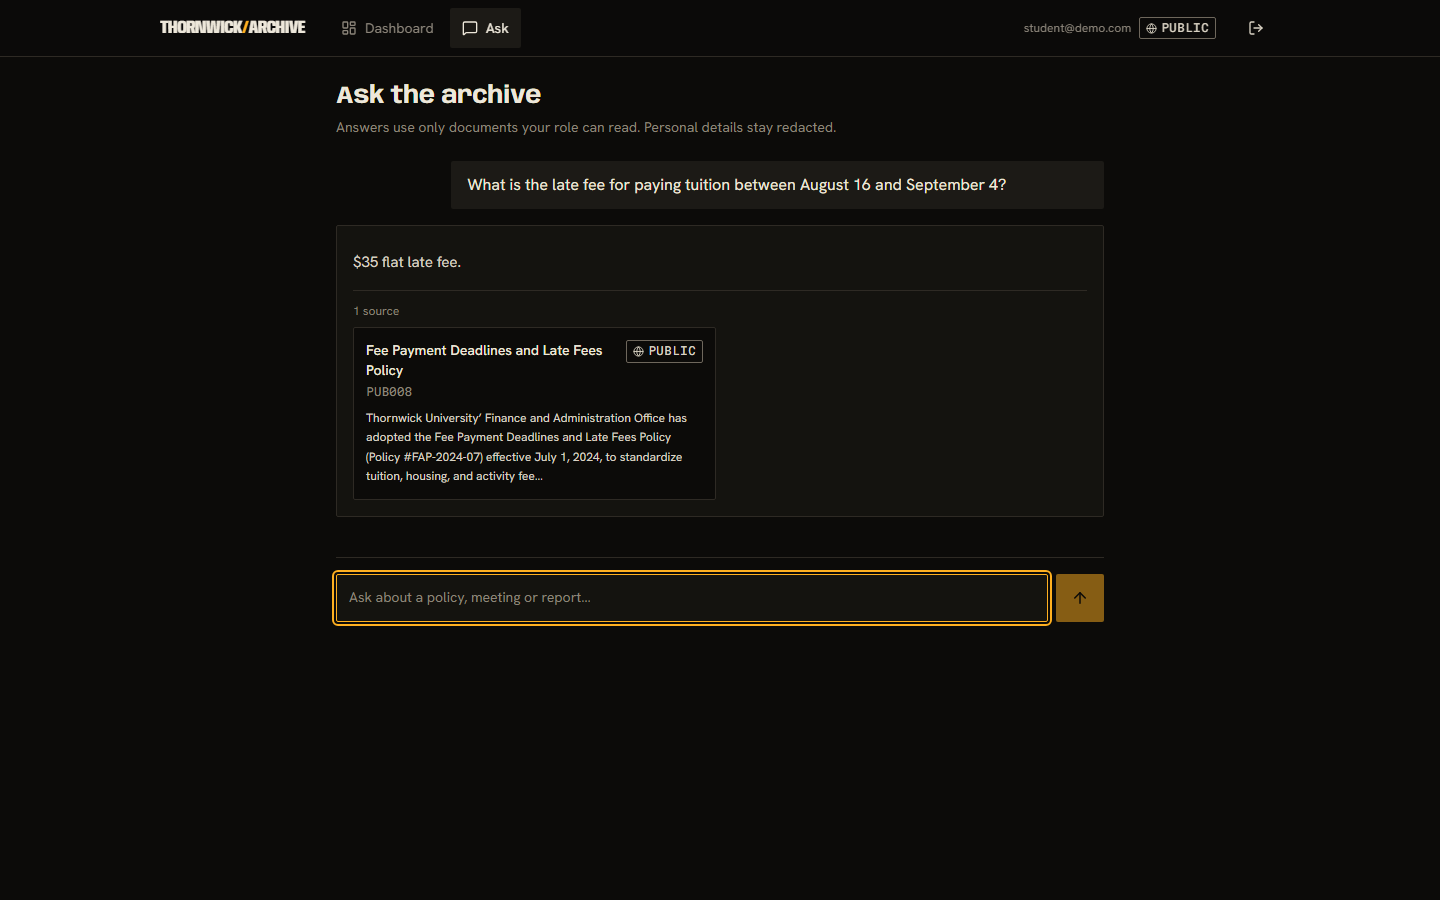 THORNWICK/ARCHIVE
Dashboard
Ask
student@demo.com
PUBLIC
Ask the archive
Answers use only documents your role can read. Personal details stay redacted.
What is the late fee for paying tuition between August 16 and September 4?
$35 flat late fee.
1 source
Fee Payment Deadlines and Late Fees
Policy
PUBLIC
PUB008
Thornwick University’ Finance and Administration Office has
adopted the Fee Payment Deadlines and Late Fees Policy
(Policy #FAP-2024-07) effective July 1, 2024, to standardize
tuition, housing, and activity fee…
Ask about a policy, meeting or report…